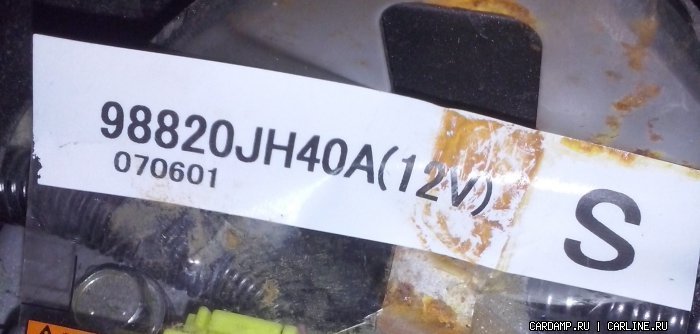 98820JH40A(12V)
070601
S
CARDAMP.RU | CARLINE.RU